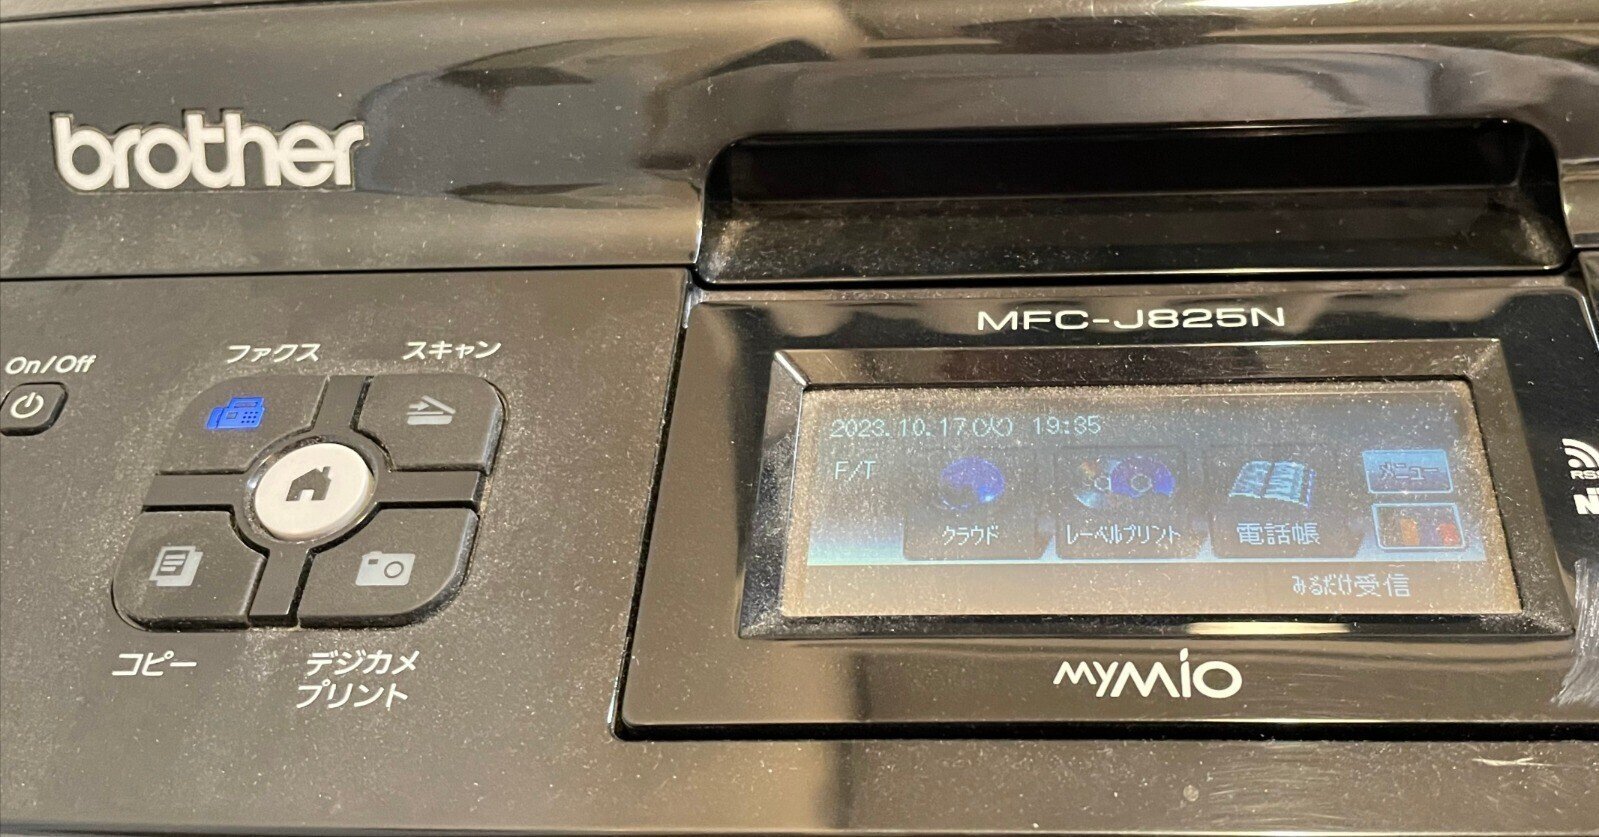 brother
MFC-J825N
On/Off
ファクス
スキャン
コピー
デジカメ
プリント
2023.10.17(火) 19:35
F/T
クラウド
レーベルプリント
電話帳
メニュー
みるだけ受信
MYMIO